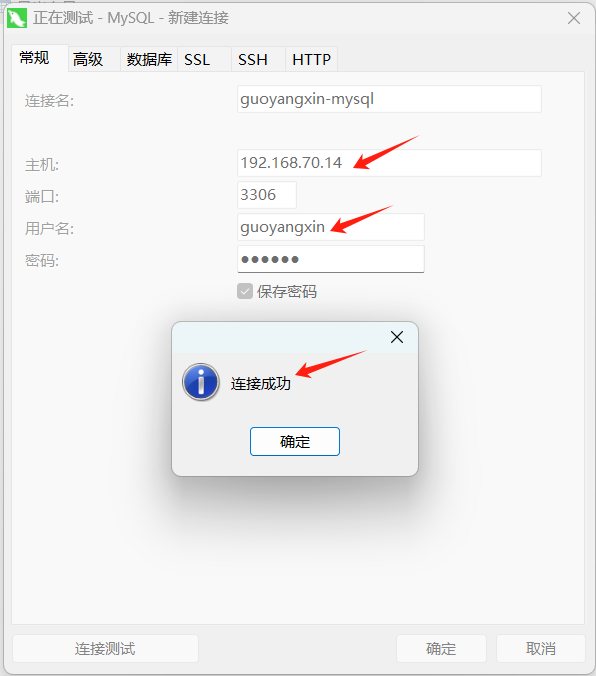 正在测试 - MySQL - 新建连接
常规 高级 数据库 SSL SSH HTTP
连接名: guoyangxin-mysql
主机: 192.168.70.14
端口: 3306
用户名: guoyangxin
密码: ●●●●●●
保存密码
连接成功
确定
连接测试 确定 取消